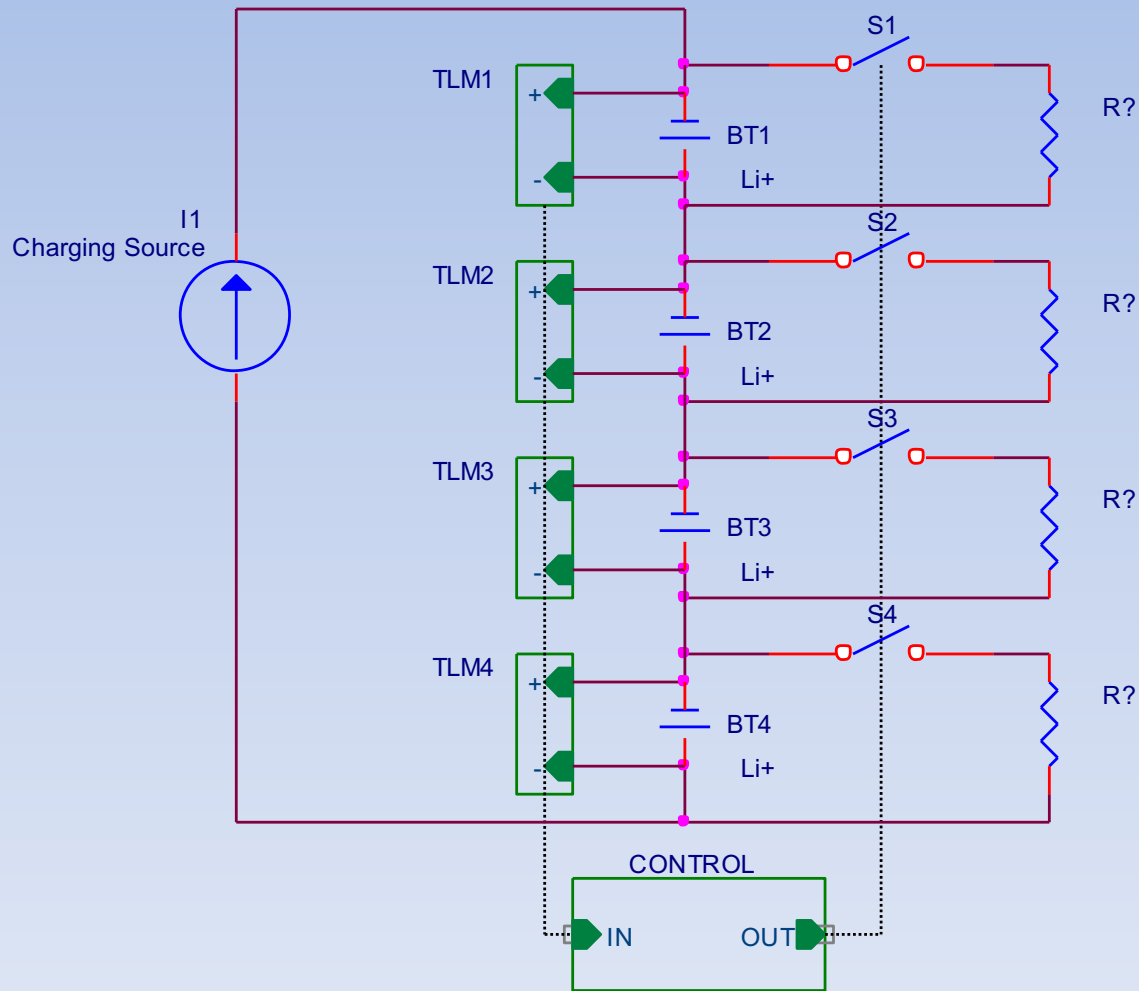 S1
TLM1
+
R?
BT1
-
Li+
I1
Charging Source
S2
TLM2
+
R?
BT2
-
Li+
S3
TLM3
+
R?
BT3
-
Li+
S4
TLM4
+
R?
BT4
-
Li+
CONTROL
IN
OUT